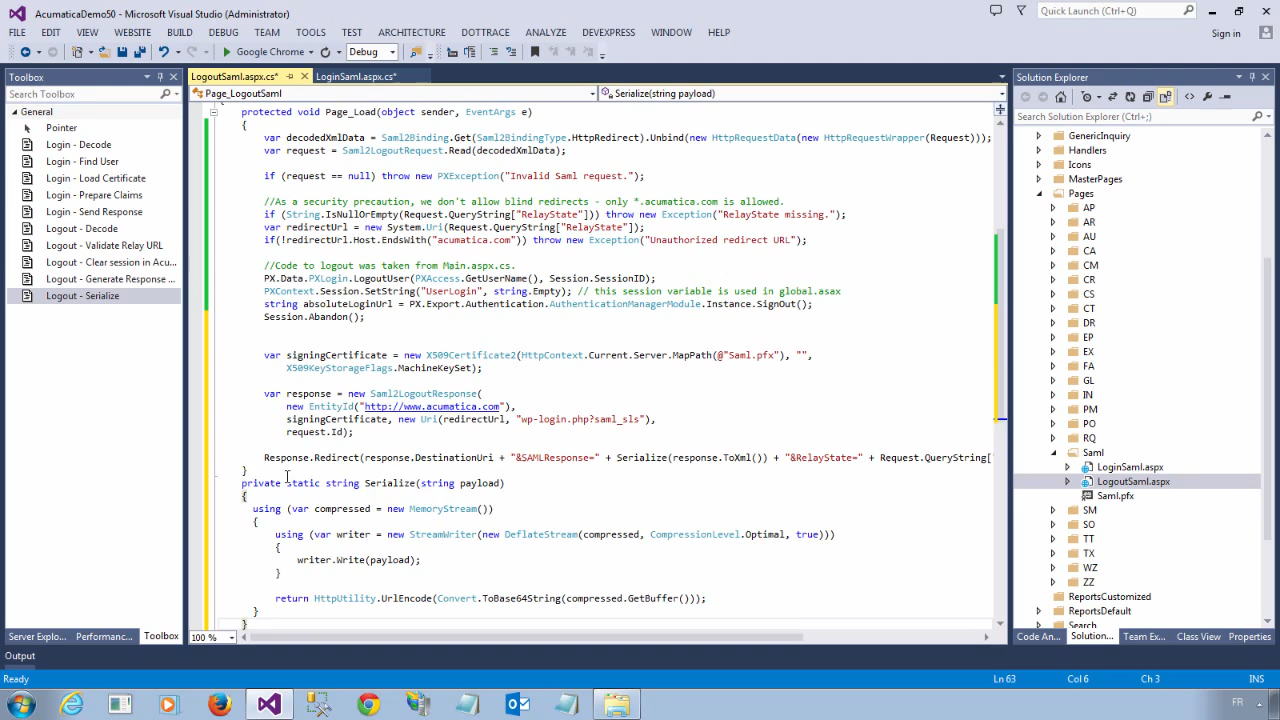 AcumaticaDemo50 - Microsoft Visual Studio (Administrator)
Quick Launch (Ctrl+Q)
FILE EDIT VIEW WEBSITE BUILD DEBUG TEAM TOOLS TEST ARCHITECTURE DOTTRACE ANALYZE DEVEXPRESS WINDOW HELP
Sign in
Google Chrome Debug
Toolbox
LogoutSaml.aspx.cs*
LoginSaml.aspx.cs*
Solution Explorer
Search Toolbox
Page_LogoutSaml
Serialize(string payload)
Search Solution Explorer (Ctrl+;)
General
Pointer
Login - Decode
Login - Find User
Login - Load Certificate
Login - Prepare Claims
Login - Send Response
Logout - Decode
Logout - Validate Relay URL
Logout - Clear session in Acu...
Logout - Generate Response ...
Logout - Serialize
protected void Page_Load(object sender, EventArgs e)
{
var decodedXmlData = Saml2Binding.Get(Saml2BindingType.HttpRedirect).Unbind(new HttpRequestData(new HttpRequestWrapper(Request)));
var request = Saml2LogoutRequest.Read(decodedXmlData);
if (request == null) throw new PXException("Invalid Saml request.");
//As a security precaution, we don't allow blind redirects - only *.acumatica.com is allowed.
if (String.IsNullOrEmpty(Request.QueryString["RelayState"])) throw new Exception("RelayState missing.");
var redirectUrl = new System.Uri(Request.QueryString["RelayState"]);
if(!redirectUrl.Host.EndsWith("acumatica.com")) throw new Exception("Unauthorized redirect URL");
//Code to logout was taken from Main.aspx.cs.
PX.Data.PXLogin.LogoutUser(PXAccess.GetUserName(), Session.SessionID);
PXContext.Session.SetString("UserLogin", string.Empty); // this session variable is used in global.asax
string absoluteLoginUrl = PX.Export.Authentication.AuthenticationManagerModule.Instance.SignOut();
Session.Abandon();
var signingCertificate = new X509Certificate2(HttpContext.Current.Server.MapPath(@"Saml.pfx"), "",
X509KeyStorageFlags.MachineKeySet);
var response = new Saml2LogoutResponse(
new EntityId("http://www.acumatica.com"),
signingCertificate, new Uri(redirectUrl, "wp-login.php?saml_sls"),
request.Id);
Response.Redirect(response.DestinationUri + "&SAMLResponse=" + Serialize(response.ToXml()) + "&RelayState=" + Request.QueryString["
}
private static string Serialize(string payload)
{
using (var compressed = new MemoryStream())
{
using (var writer = new StreamWriter(new DeflateStream(compressed, CompressionLevel.Optimal, true)))
{
writer.Write(payload);
}
return HttpUtility.UrlEncode(Convert.ToBase64String(compressed.GetBuffer()));
}
}
GenericInquiry
Handlers
Icons
MasterPages
Pages
AP
AR
AU
CA
CM
CR
CS
CT
DR
EP
EX
FA
GL
IN
PM
PO
RQ
Saml
LoginSaml.aspx
LogoutSaml.aspx
Saml.pfx
SM
SO
TT
TX
WZ
ZZ
ReportsCustomized
ReportsDefault
Search
Server Explo... Performanc... Toolbox
100 %
Code An... Solution... Team Ex... Class View Properties
Output
Ready
Ln 63 Col 6 Ch 3 INS
FR